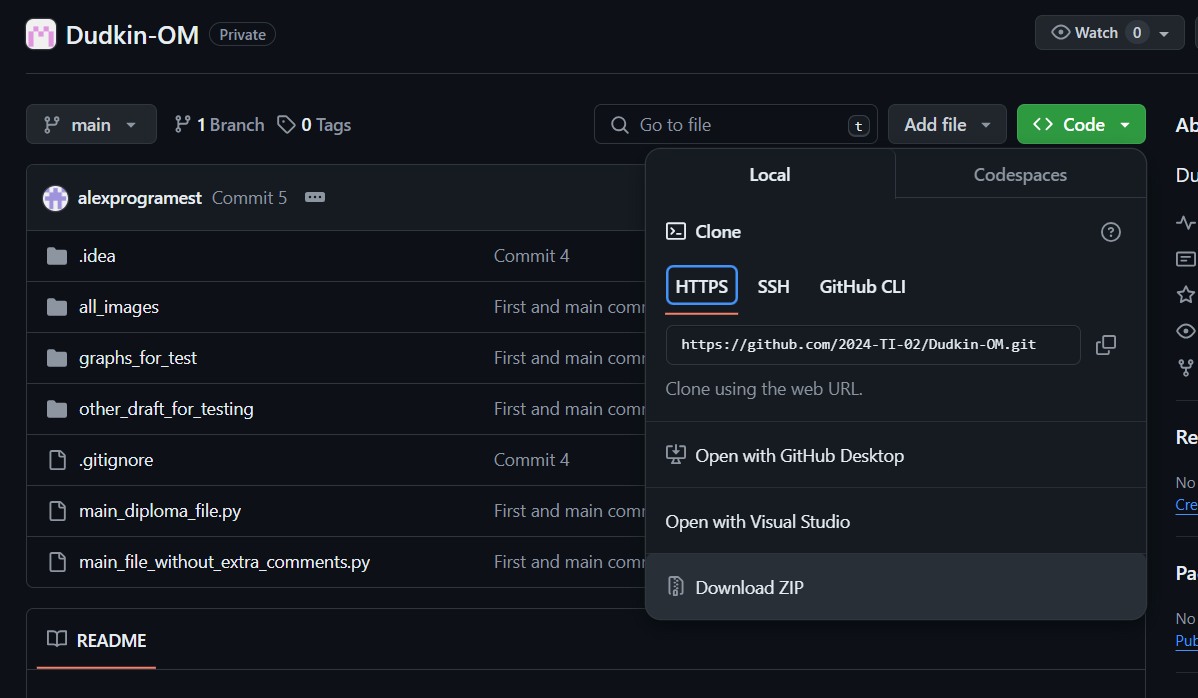 Dudkin-OM Private
Watch 0
main 1 Branch 0 Tags
Go to file t
Add file
Code
Local Codespaces
alexprogramest Commit 5
Clone
.idea Commit 4
HTTPS SSH GitHub CLI
all_images First and main comm
https://github.com/2024-TI-02/Dudkin-OM.git
graphs_for_test First and main comm
Clone using the web URL.
other_draft_for_testing First and main comm
Open with GitHub Desktop
.gitignore Commit 4
main_diploma_file.py First and main comm
Open with Visual Studio
main_file_without_extra_comments.py First and main comm
Download ZIP
README
Ab
Du
Re
No
Cre
Pa
No
Pub